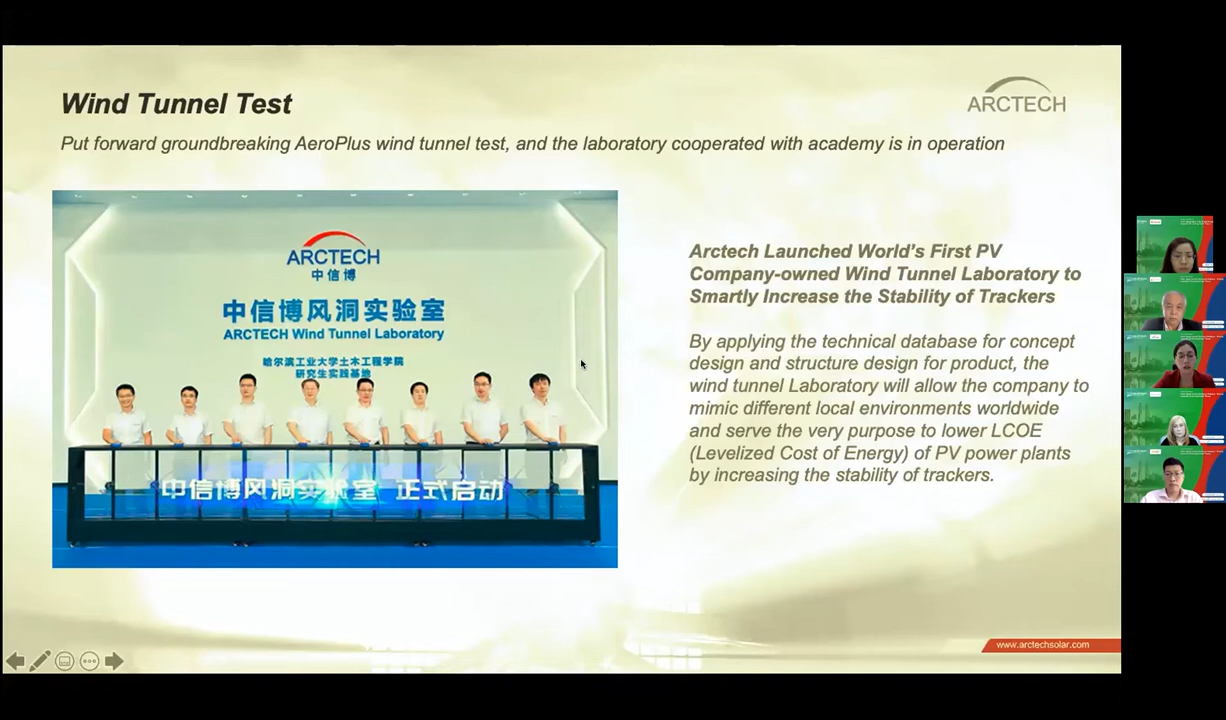 Wind Tunnel Test
ARCTECH
Put forward groundbreaking AeroPlus wind tunnel test, and the laboratory cooperated with academy is in operation
ARCTECH
中信博
中信博风洞实验室
ARCTECH Wind Tunnel Laboratory
哈尔滨工业大学土木工程学院
研究生实践基地
中信博风洞实验室 正式启动
Arctech Launched World's First PV
Company-owned Wind Tunnel Laboratory to
Smartly Increase the Stability of Trackers
By applying the technical database for concept
design and structure design for product, the
wind tunnel Laboratory will allow the company to
mimic different local environments worldwide
and serve the very purpose to lower LCOE
(Levelized Cost of Energy) of PV power plants
by increasing the stability of trackers.
www.arctechsolar.com